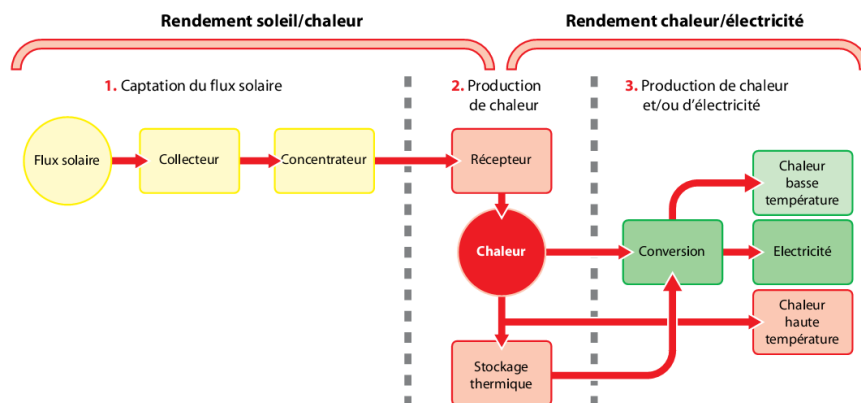 Rendement soleil/chaleur
Rendement chaleur/électricité
1. Captation du flux solaire
2. Production
de chaleur
3. Production de chaleur
et/ou d'électricité
Flux solaire
Collecteur
Concentrateur
Récepteur
Chaleur
basse
température
Chaleur
Conversion
Electricité
Chaleur
haute
température
Stockage
thermique